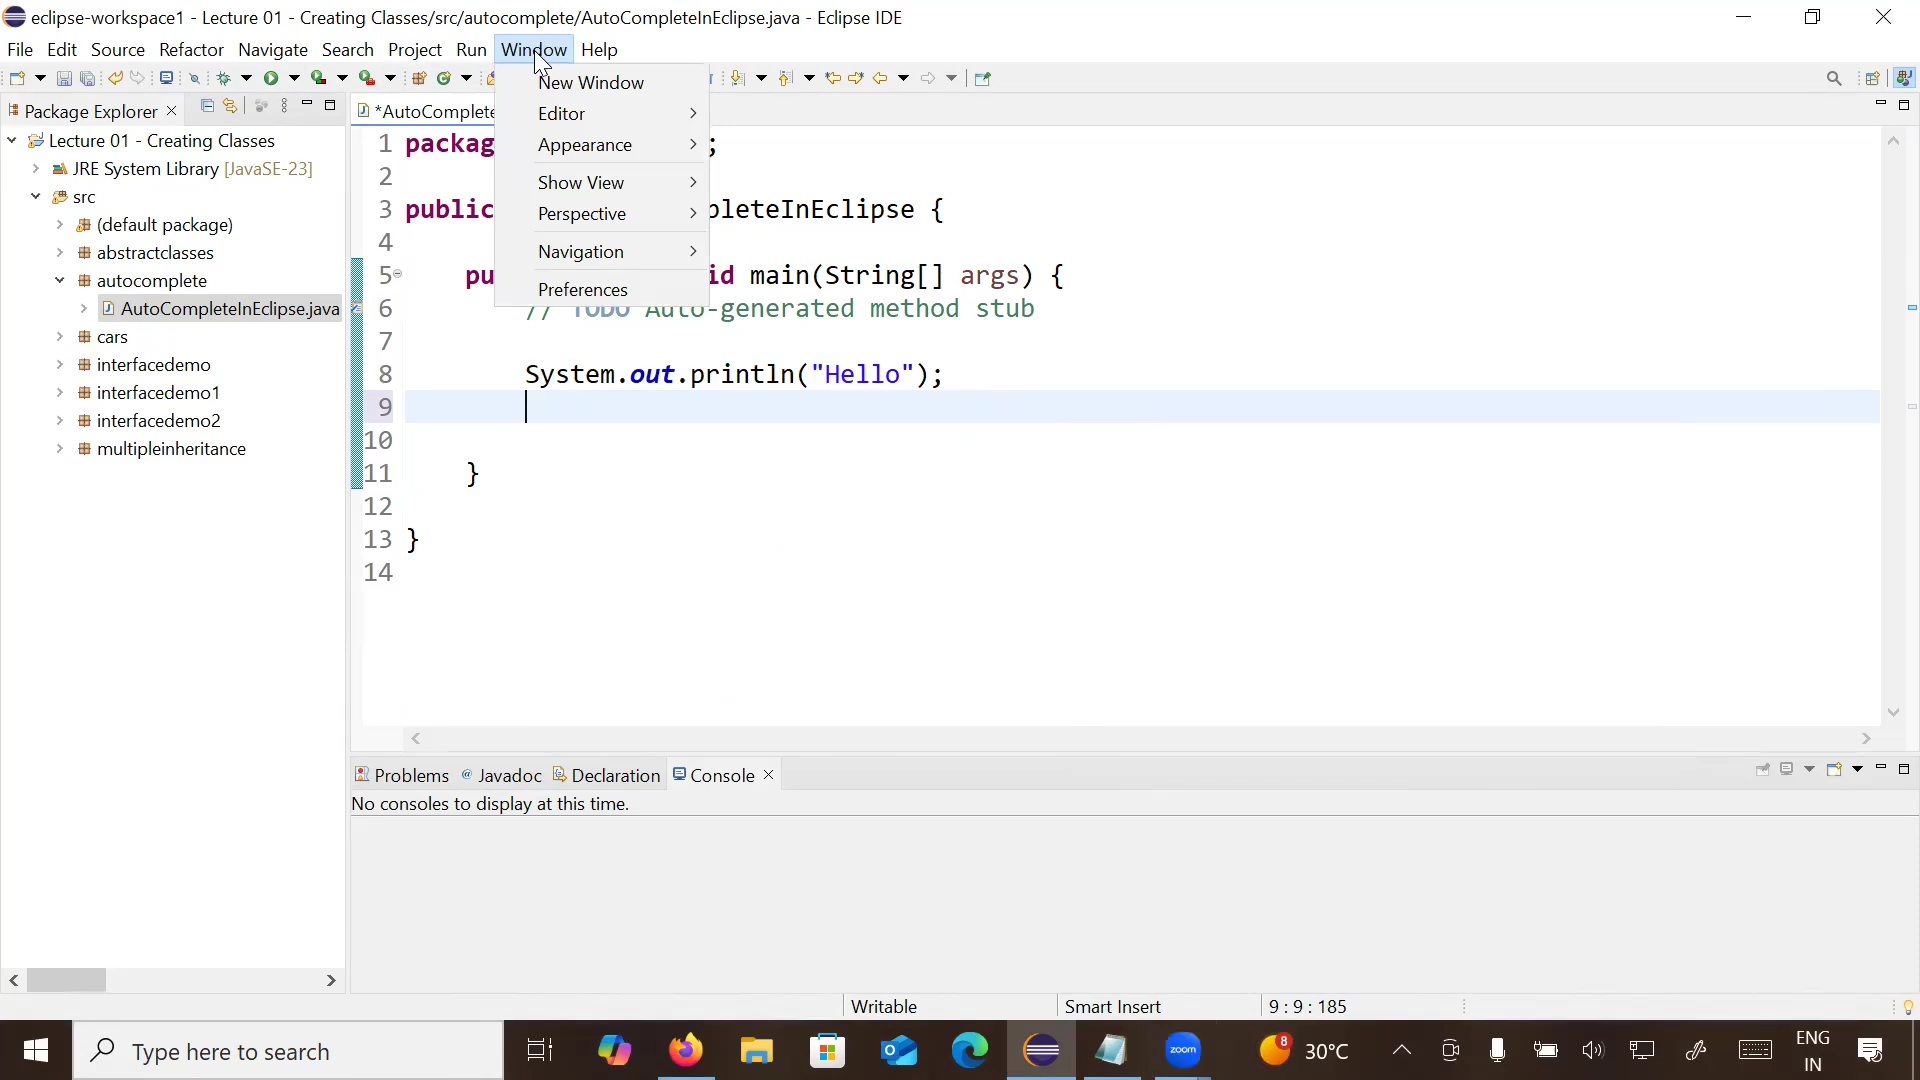 eclipse-workspace1 - Lecture 01 - Creating Classes/src/autocomplete/AutoCompleteInEclipse.java - Eclipse IDE
File Edit Source Refactor Navigate Search Project Run Window Help
New Window
Editor
Appearance
Show View
Perspective
Navigation
Preferences
Package Explorer
Lecture 01 - Creating Classes
JRE System Library [JavaSE-23]
src
(default package)
abstractclasses
autocomplete
AutoCompleteInEclipse.java
cars
interfacedemo
interfacedemo1
interfacedemo2
multipleinheritance
*AutoComplete
1 packag ;
2
3 public pleteInEclipse {
4
5 pu id main(String[] args) {
6 // TODO Auto-generated method stub
7
8 System.out.println("Hello");
9
10
11 }
12
13 }
14
Problems @ Javadoc Declaration Console
No consoles to display at this time.
Writable Smart Insert 9 : 9 : 185
Type here to search
zoom
8 30°C
ENG
IN